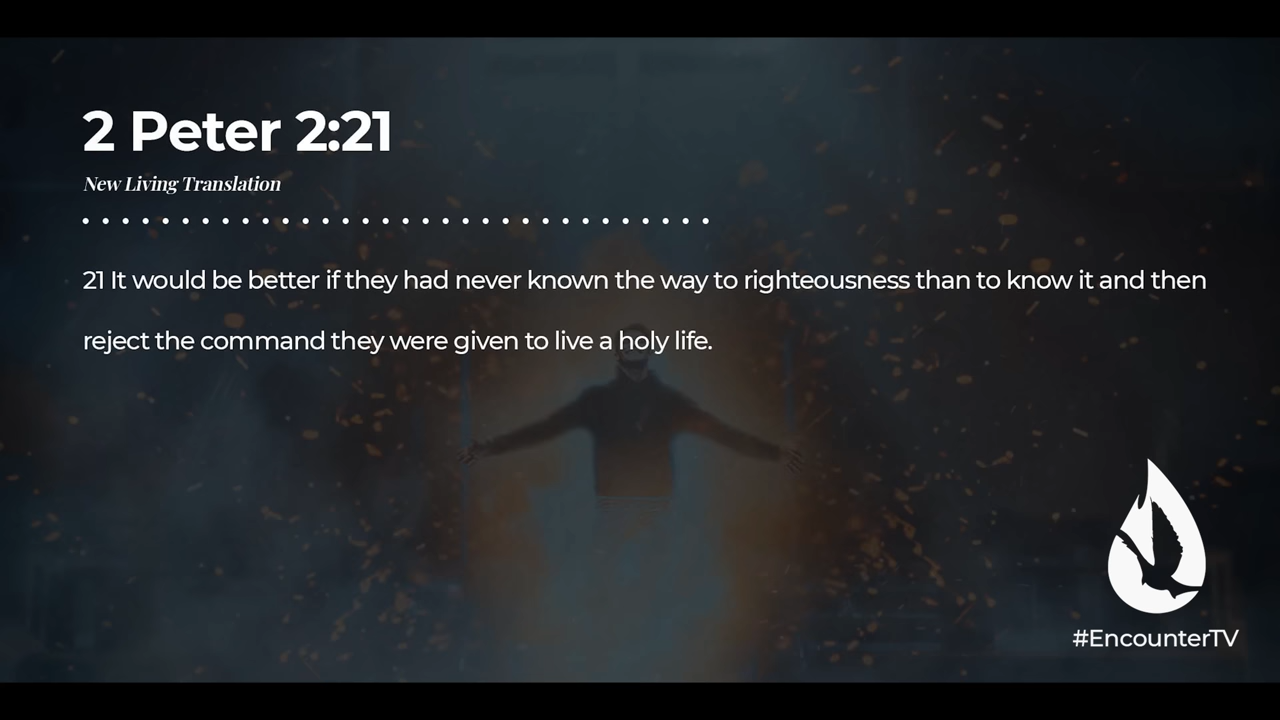 2 Peter 2:21
New Living Translation
21 It would be better if they had never known the way to righteousness than to know it and then
reject the command they were given to live a holy life.
#EncounterTV